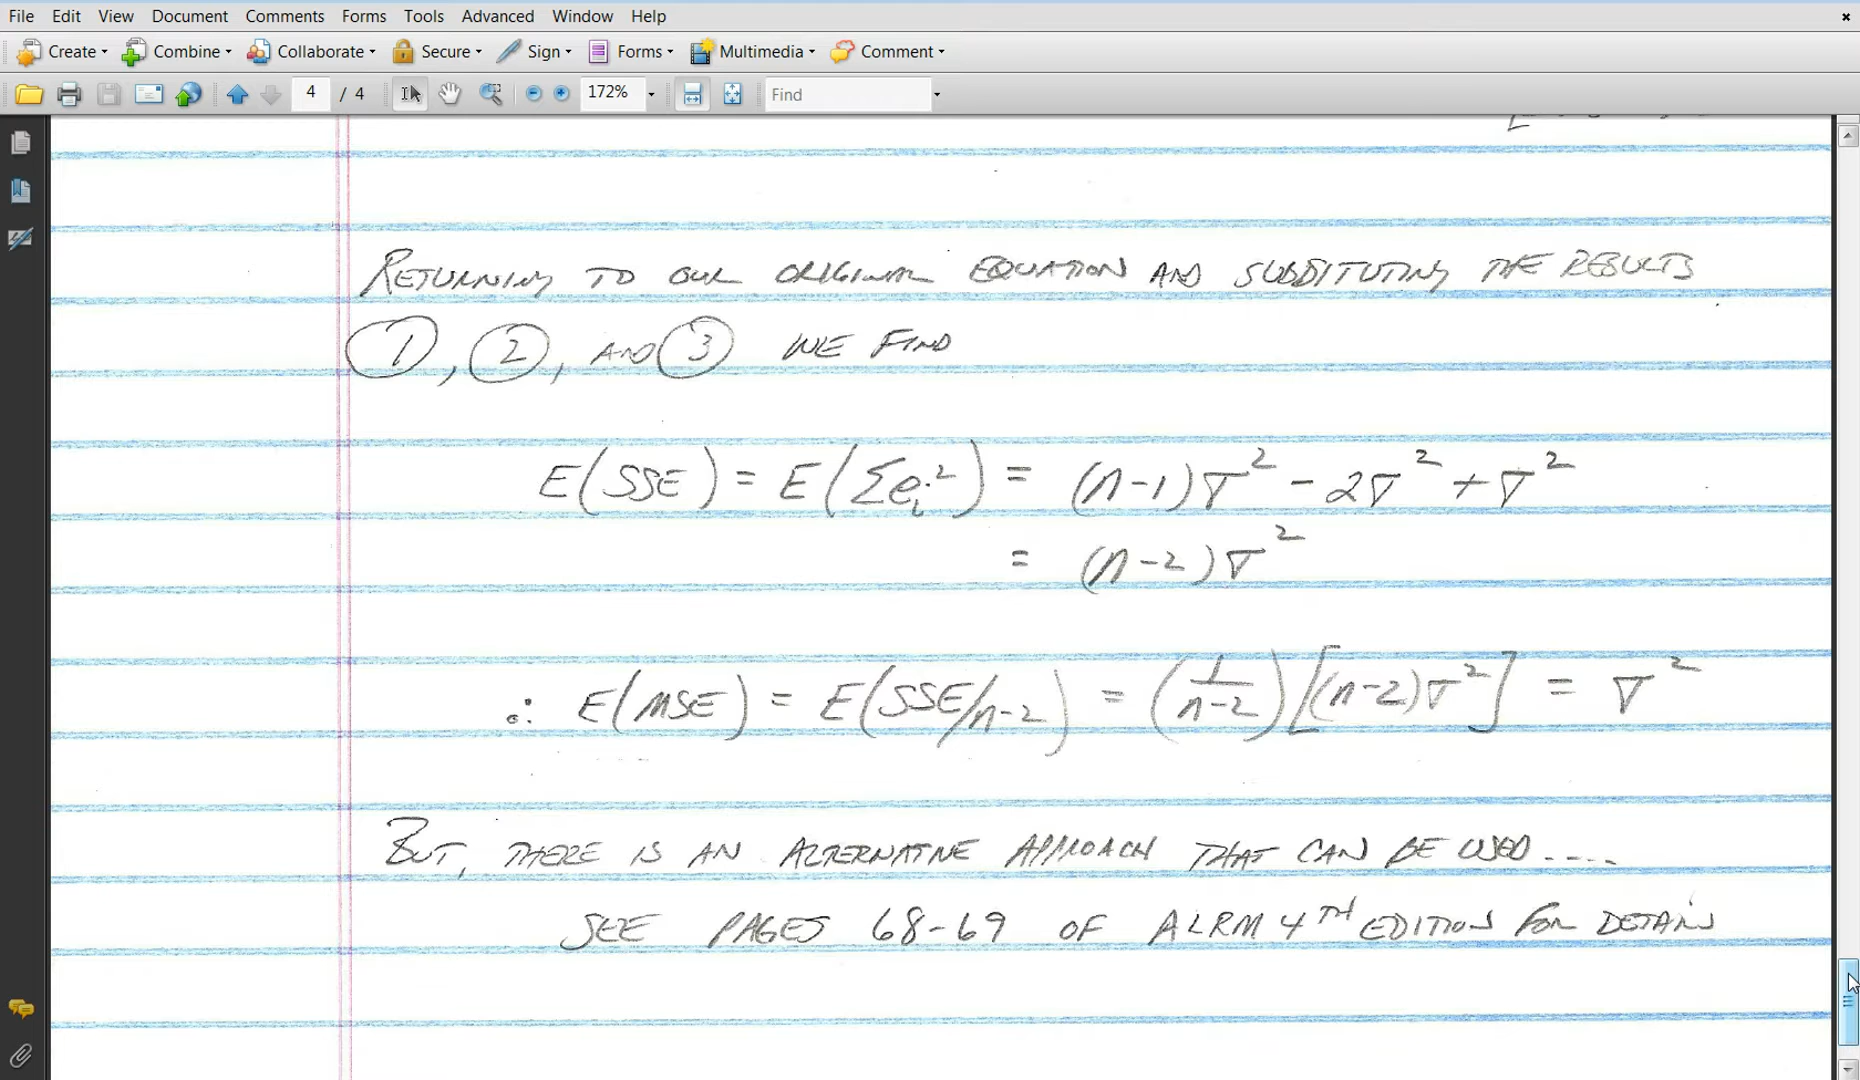 File Edit View Document Comments Forms Tools Advanced Window Help
Create Combine Collaborate Secure Sign Forms Multimedia Comment
4 / 4 172% Find
RETURNING TO OUR ORIGINAL EQUATION AND SUBSTITUTING THE RESULTS
①, ②, AND ③ WE FIND
E(SSE) = E(Σeᵢ²) = (n-1)σ² - 2σ² + σ²
= (n-2)σ²
∴ E(MSE) = E(SSE/n-2) = (1/n-2)[(n-2)σ²] = σ²
BUT, THERE IS AN ALTERNATIVE APPROACH THAT CAN BE USED....
SEE PAGES 68-69 OF ALRM 4TH EDITION FOR DETAILS